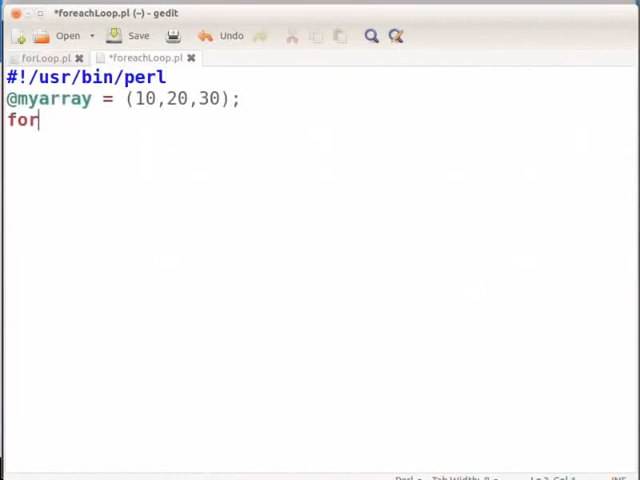 *foreachLoop.pl (~) - gedit
Open Save Undo
forLoop.pl *foreachLoop.pl
#!/usr/bin/perl
@myarray = (10,20,30);
for